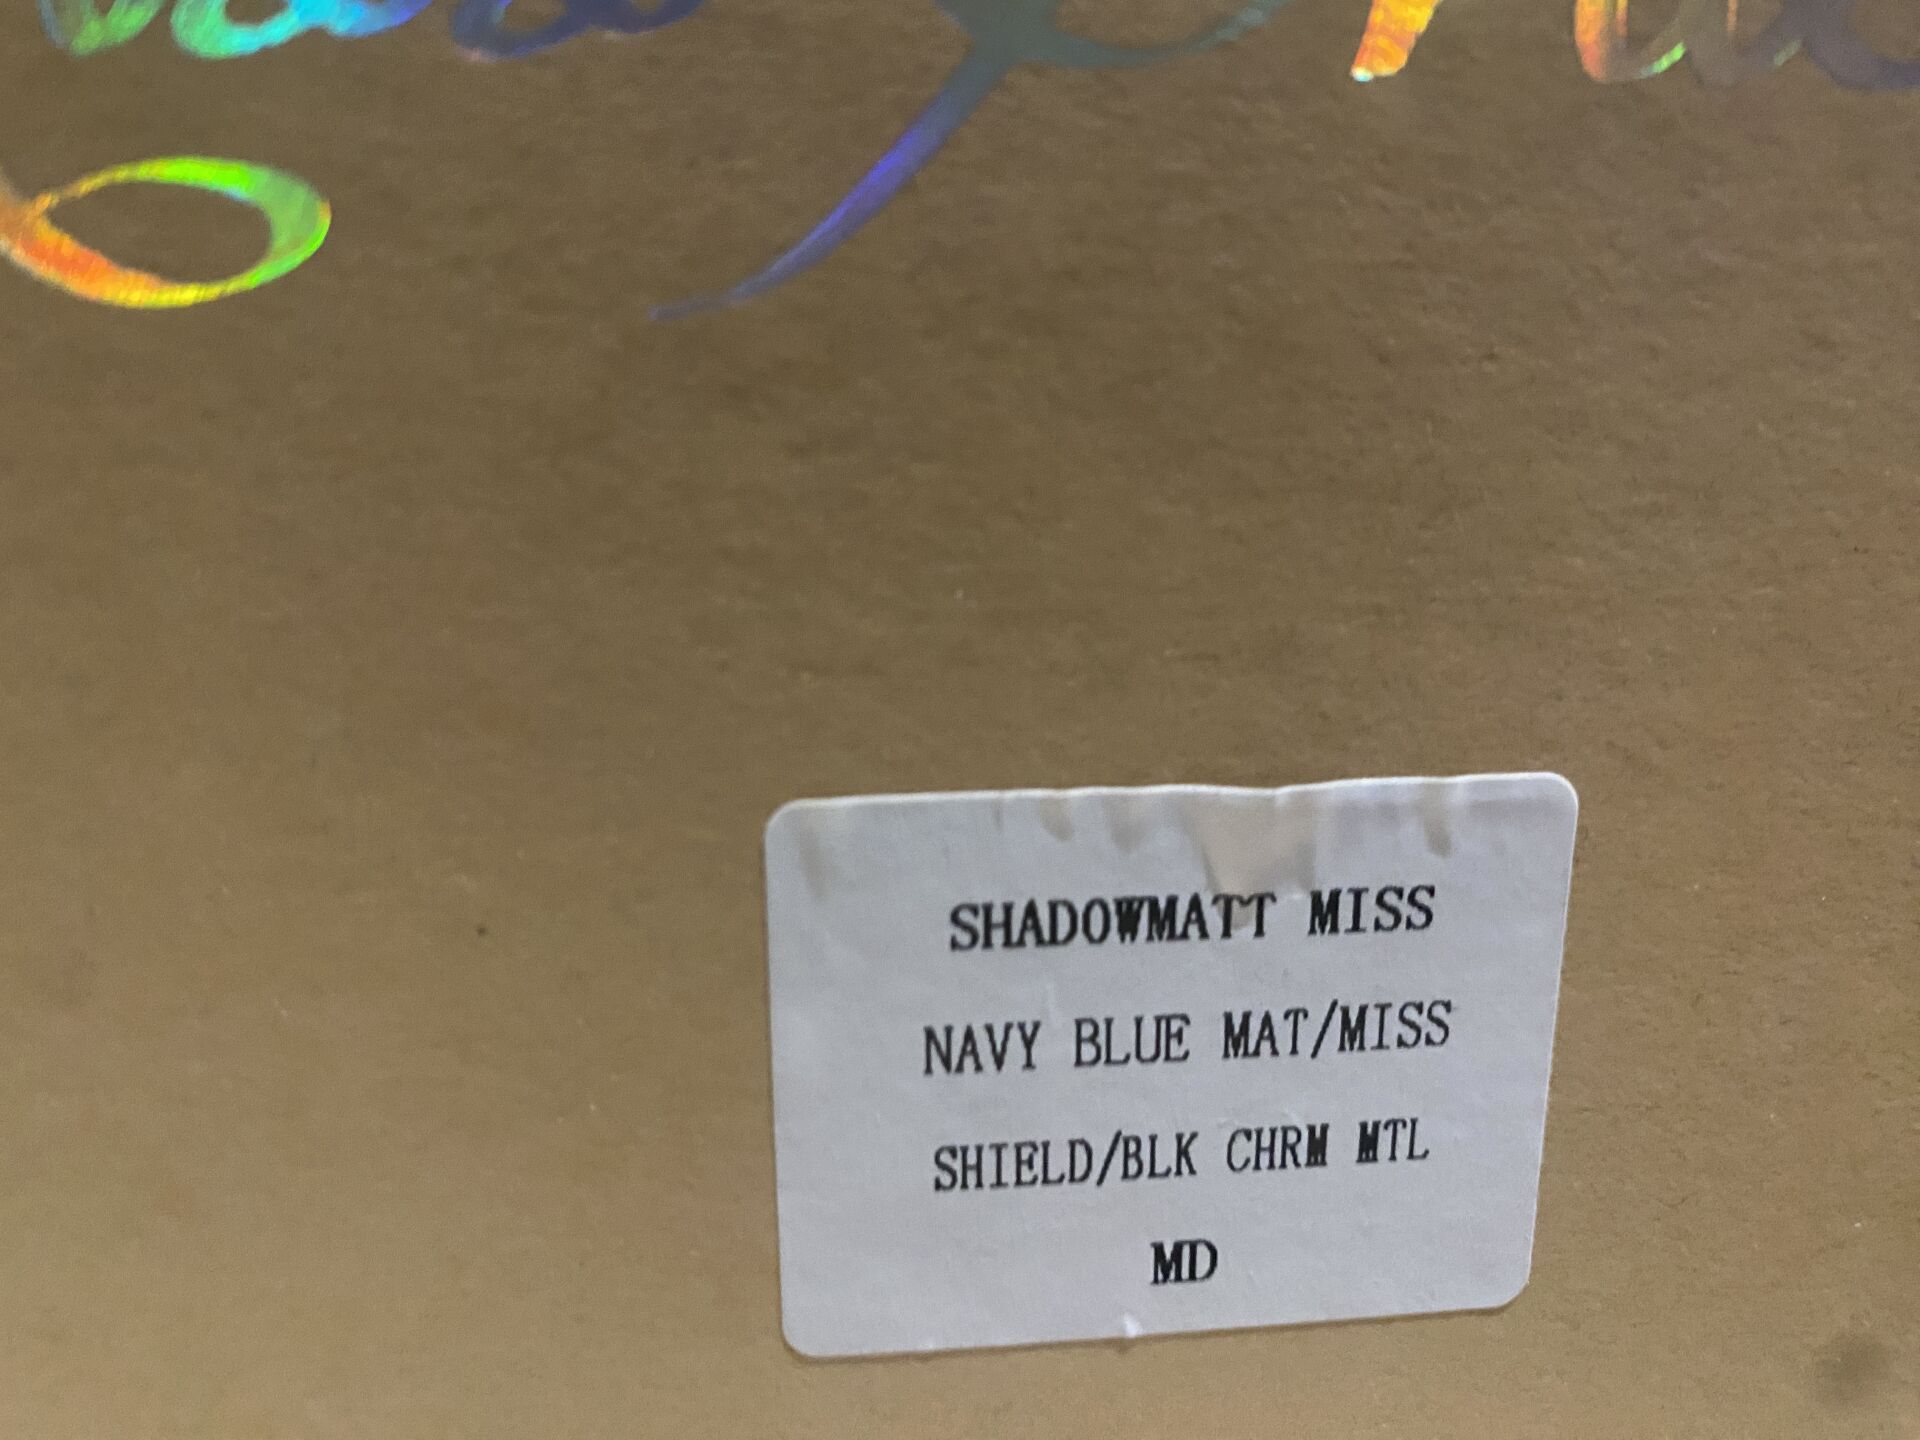 SHADOWMATT MISS
NAVY BLUE MAT/MISS
SHIELD/BLK CHRM MTL
MD